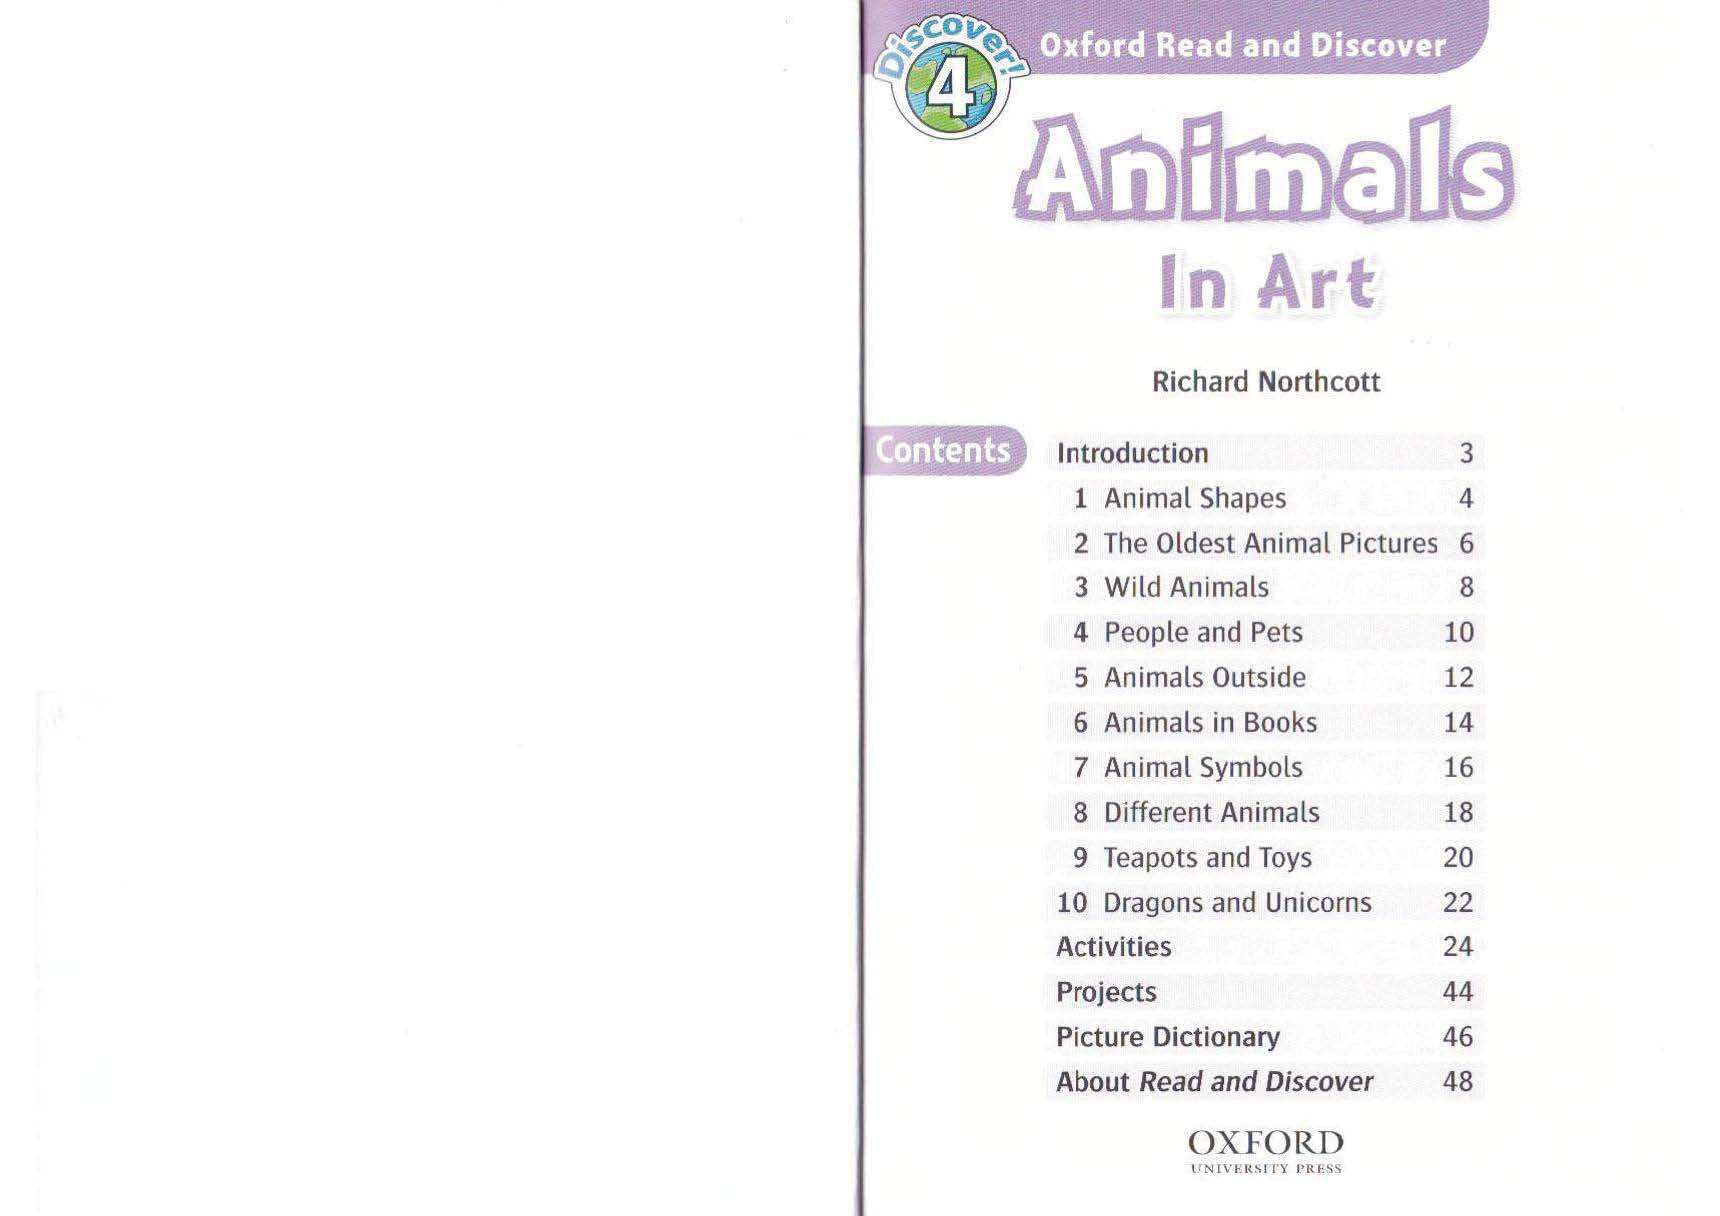 Discover!
4
Oxford Read and Discover
Animals
In Art
Richard Northcott
Contents
Introduction 3
1 Animal Shapes 4
2 The Oldest Animal Pictures 6
3 Wild Animals 8
4 People and Pets 10
5 Animals Outside 12
6 Animals in Books 14
7 Animal Symbols 16
8 Different Animals 18
9 Teapots and Toys 20
10 Dragons and Unicorns 22
Activities 24
Projects 44
Picture Dictionary 46
About Read and Discover 48
OXFORD
UNIVERSITY PRESS